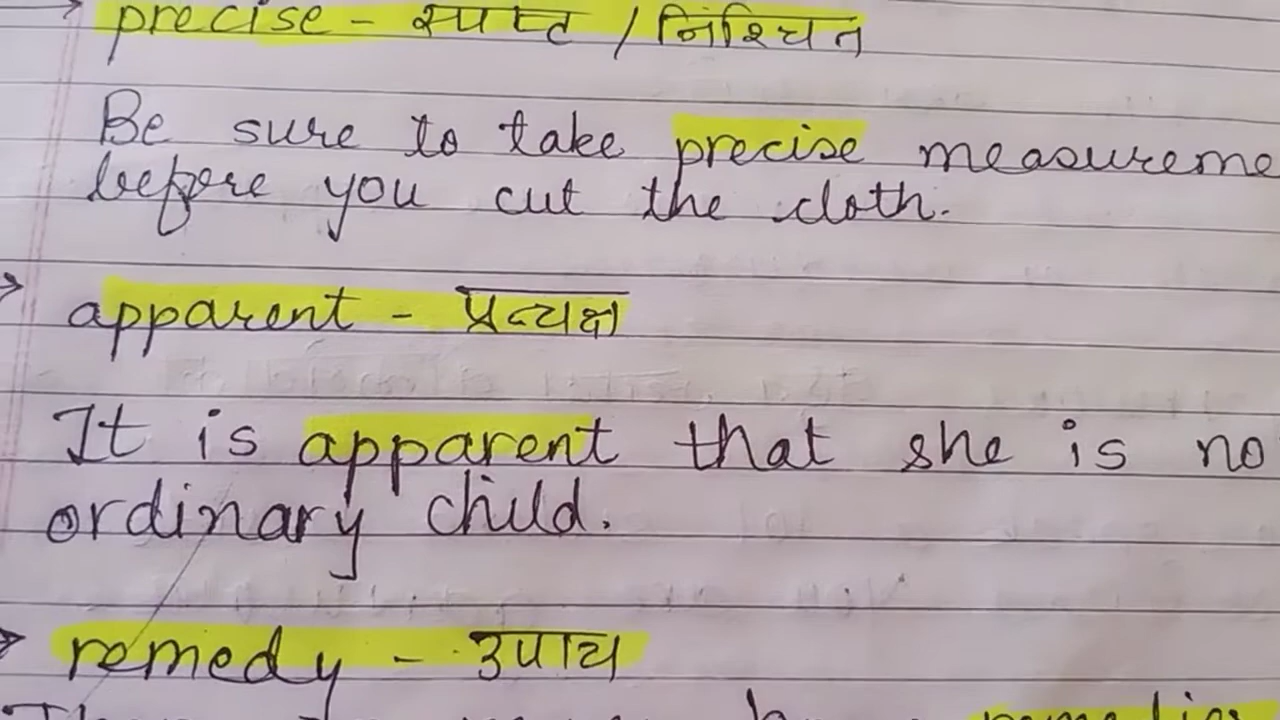 precise - स्पष्ट / निश्चित
Be sure to take precise measureme
before you cut the cloth.
apparent - प्रत्यक्ष
It is apparent that she is no
ordinary child.
remedy - उपाय
remedies